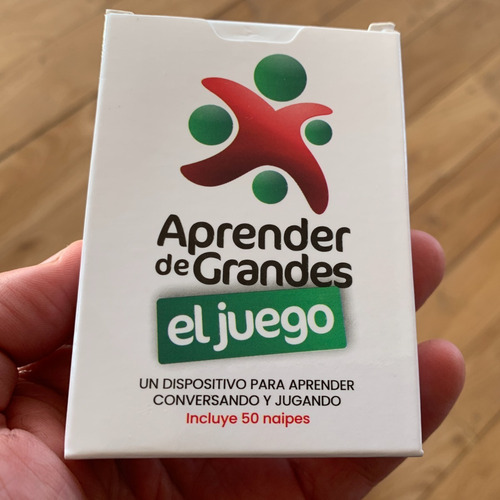 Aprender
de Grandes
el juego
UN DISPOSITIVO PARA APRENDER
CONVERSANDO Y JUGANDO
Incluye 50 naipes